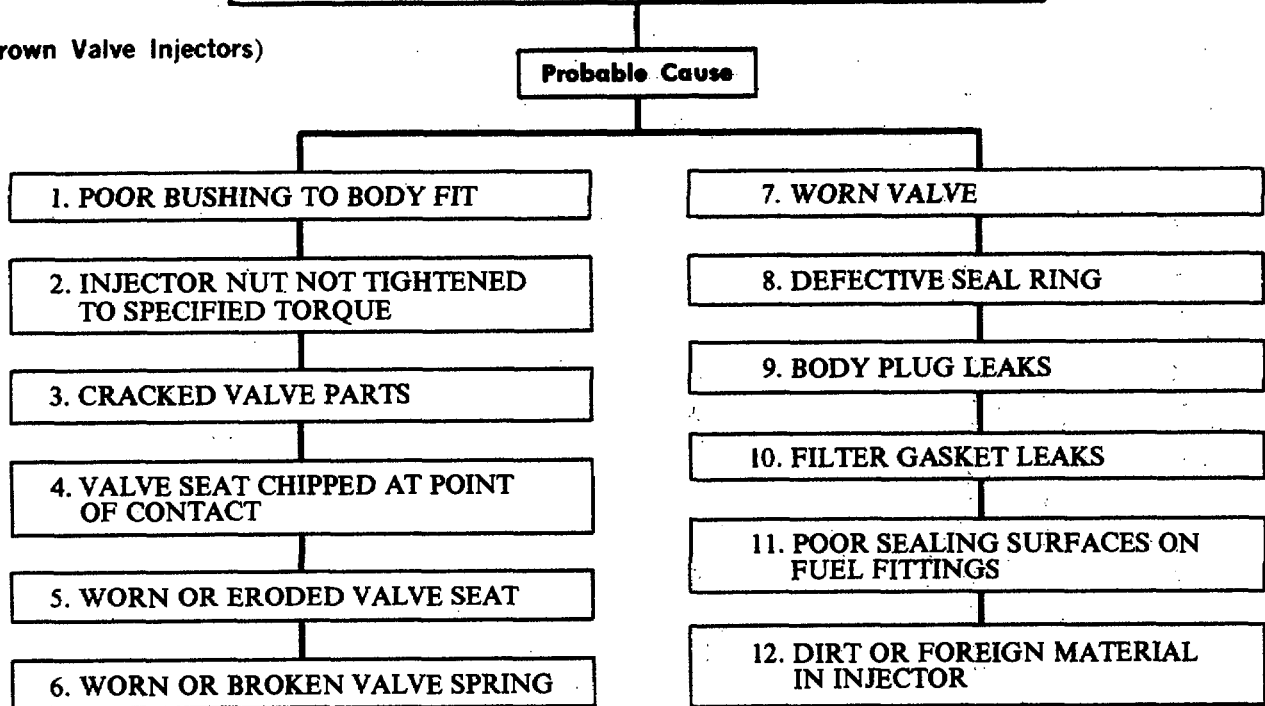 Valve Injectors)
Probable Cause
1. POOR BUSHING TO BODY FIT
2. INJECTOR NUT NOT TIGHTENED
TO SPECIFIED TORQUE
3. CRACKED VALVE PARTS
4. VALVE SEAT CHIPPED AT POINT
OF CONTACT
5. WORN OR ERODED VALVE SEAT
6. WORN OR BROKEN VALVE SPRING
7. WORN VALVE
8. DEFECTIVE SEAL RING
9. BODY PLUG LEAKS
10. FILTER GASKET LEAKS
11. POOR SEALING SURFACES ON
FUEL FITTINGS
12. DIRT OR FOREIGN MATERIAL
IN INJECTOR